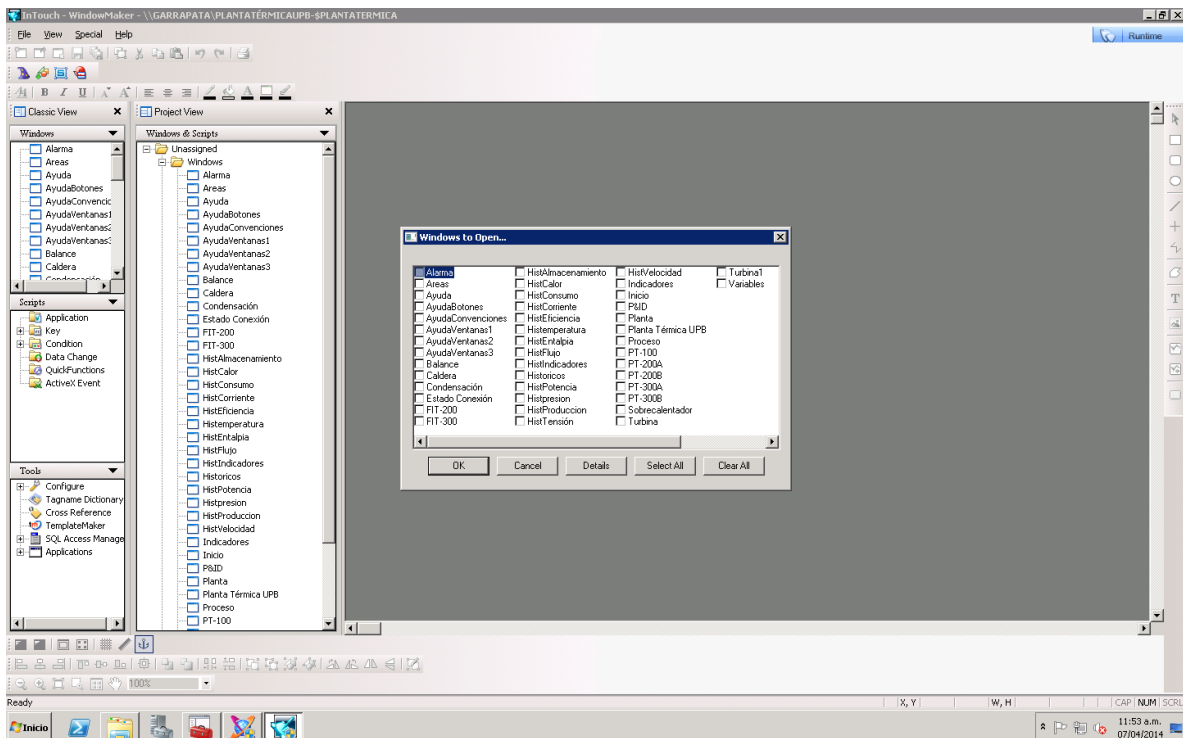 InTouch - WindowMaker - \\GARRAPATA\PLANTATÉRMICAUPB-$PLANTATERMICA
File View Special Help
Runtime
Classic View
Project View
Windows
Windows & Scripts
Alarma
Areas
Ayuda
AyudaBotones
AyudaConvenc
AyudaVentanas1
AyudaVentanas2
AyudaVentanas3
Balance
Caldera
Condensación
Scripts
Application
Key
Condition
Data Change
QuickFunctions
ActiveX Event
Tools
Configure
Tagname Dictionary
Cross Reference
TemplateMaker
SQL Access Manage
Applications
Unassigned
Windows
Alarma
Areas
Ayuda
AyudaBotones
AyudaConvenciones
AyudaVentanas1
AyudaVentanas2
AyudaVentanas3
Balance
Caldera
Condensación
Estado Conexión
FIT-200
FIT-300
HistAlmacenamiento
HistCalor
HistConsumo
HistCorriente
HistEficiencia
Histemperatura
HistEntalpia
HistFlujo
HistIndicadores
Historicos
HistPotencia
Histpresion
HistProduccion
HistVelocidad
Indicadores
Inicio
P&ID
Planta
Planta Térmica UPB
Proceso
PT-100
Windows to Open...
Alarma HistAlmacenamiento HistVelocidad Turbina1
Areas HistCalor Indicadores Variables
Ayuda HistConsumo Inicio
AyudaBotones HistCorriente P&ID
AyudaConvenciones HistEficiencia Planta
AyudaVentanas1 Histemperatura Planta Térmica UPB
AyudaVentanas2 HistEntalpia Proceso
AyudaVentanas3 HistFlujo PT-100
Balance HistIndicadores PT-200A
Caldera Historicos PT-200B
Condensación HistPotencia PT-300A
Estado Conexión Histpresion PT-300B
FIT-200 HistProduccion Sobrecalentador
FIT-300 HistTensión Turbina
OK Cancel Details Select All Clear All
100%
Ready X, Y W, H CAP NUM SCRL
Inicio
11:53 a.m.
07/04/2014